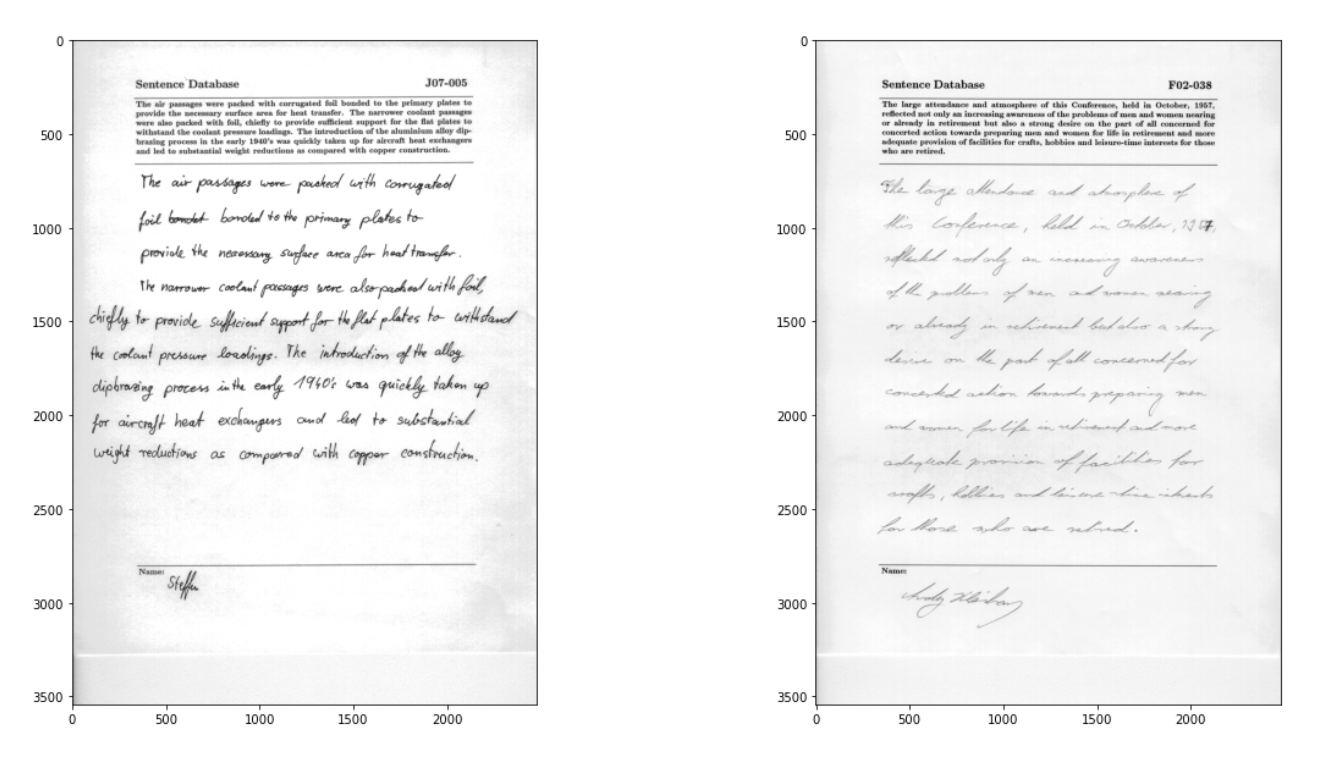 0
500
1000
1500
2000
2500
3000
3500
0 500 1000 1500 2000
Sentence Database J07-005
The air passages were packed with corrugated foil bonded to the primary plates to
provide the necessary surface area for heat transfer. The narrower coolant passages
were also packed with foil, chiefly to provide sufficient support for the flat plates to
withstand the coolant pressure loadings. The introduction of the aluminium alloy dip-
brazing process in the early 1940's was quickly taken up for aircraft heat exchangers
and led to substantial weight reductions as compared with copper construction.
The air passages were packed with corrugated
foil bonded to the primary plates to
provide the necessary surface area for heat transfer.
The narrower coolant passages were also packed with foil,
chiefly to provide sufficient support for the flat plates to withstand
the coolant pressure loadings. The introduction of the alloy
dipbrazing process in the early 1940's was quickly taken up
for aircraft heat exchangers and led to substantial
weight reductions as compared with copper construction.
Name:
Steffen
0
500
1000
1500
2000
2500
3000
3500
0 500 1000 1500 2000
Sentence Database F02-038
The large attendance and atmosphere of this Conference, held in October, 1957,
reflected not only an increasing awareness of the problems of men and women nearing
or already in retirement but also a strong desire on the part of all concerned for
concerted action towards preparing men and women for life in retirement and more
adequate provision of facilities for crafts, hobbies and leisure-time interests for those
who are retired.
The large attendance and atmosphere of
this Conference, held in October, 1957,
reflected not only an increasing awareness
of the problems of men and women nearing
or already in retirement but also a strong
desire on the part of all concerned for
concerted action towards preparing men
and women for life in retirement and more
adequate provision of facilities for
crafts, hobbies and leisure-time interests
for those who are retired.
Name:
Andy